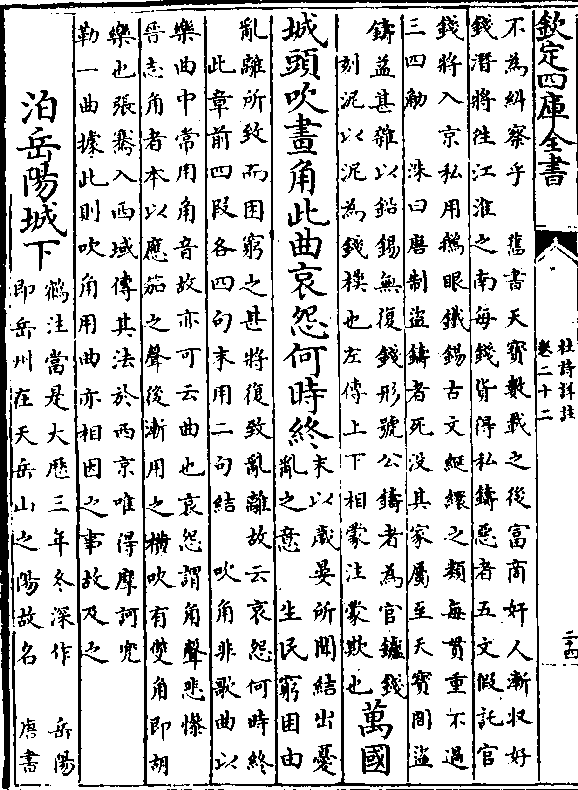 欽定四庫全書
杜詩詳註
卷二十二
二十四
不為糾察乎　舊書天寶數載之後富商奸人漸收好
錢潛將往江淮之南每錢貨得私鑄惡者五文假託官
錢將入京私用鵝眼鐵錫古文綖繯之類每貫重不過
三四觔　洙曰唐制盜鑄者死沒其家屬至天寶間盜
鑄益甚雜以鉛錫無復錢形號公鑄者為官鑪錢
刻泥以泥為錢模也左傳上下相蒙注蒙欺也
萬國
城頭吹畫角此曲哀怨何時終
末以歲晏所聞結出憂
亂之意　生民窮困由
亂離所致而困窮之甚將復致亂離故云哀怨何時終
此章前四段各四句末用二句結　吹角非歌曲以
樂曲中常用角音故亦可云曲也哀怨謂角聲悲慘
晉志角者本以應笳之聲後漸用之橫吹有雙角即胡
樂也張騫入西域傳其法於西京唯得摩訶兜
勒一曲據此則吹角用曲亦相因之事故及之
泊岳陽城下
鶴注當是大歷三年冬深作　岳陽
即岳州在天岳山之陽故名　唐書